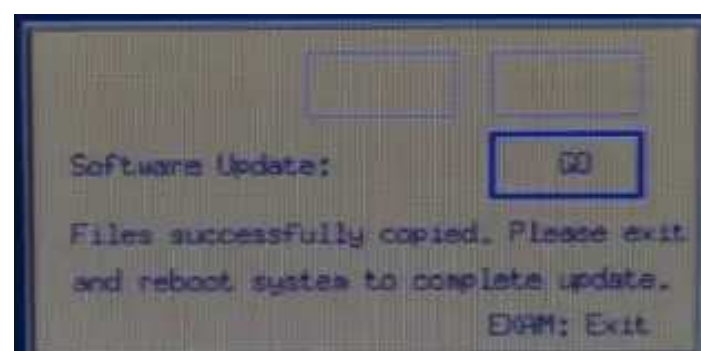 Software Update: GO
Files successfully copied. Please exit
and reboot system to complete update.
EXAM: Exit